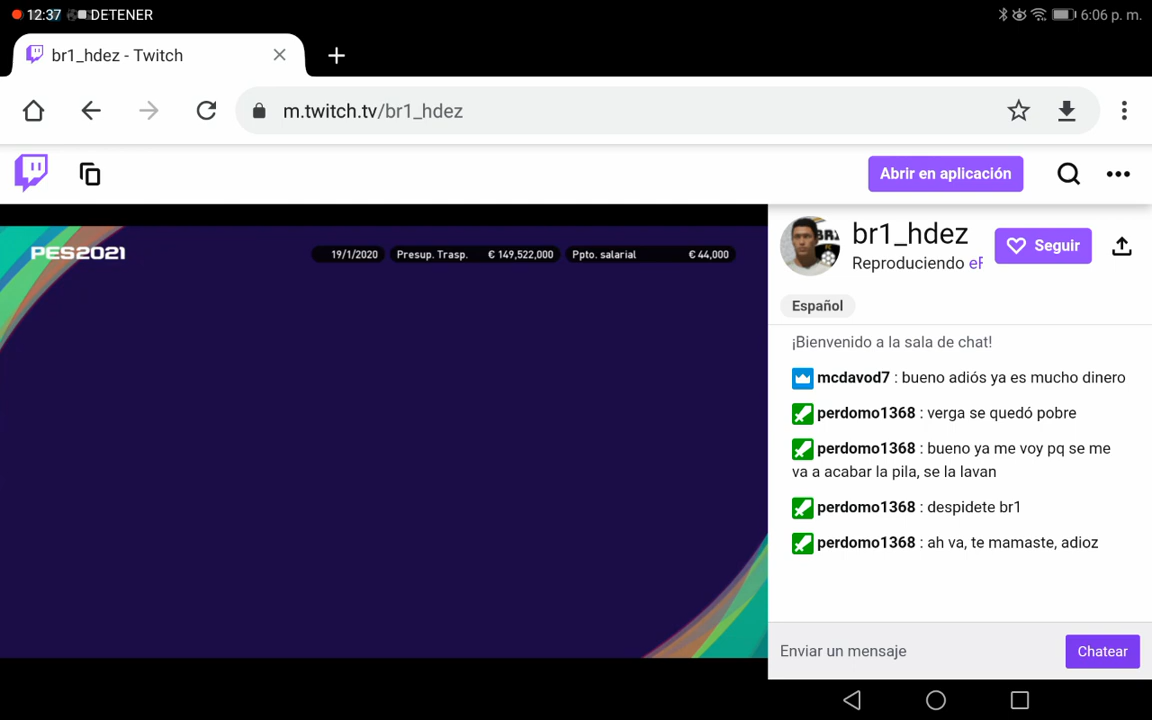 12:37 DETENER
6:06 p. m.
br1_hdez - Twitch
m.twitch.tv/br1_hdez
Abrir en aplicación
PES2021
19/1/2020 Presup. Trasp. € 149,522,000 Ppto. salarial € 44,000
br1_hdez
Seguir
Reproduciendo eF
Español
¡Bienvenido a la sala de chat!
mcdavod7 : bueno adiós ya es mucho dinero
perdomo1368 : verga se quedó pobre
perdomo1368 : bueno ya me voy pq se me
va a acabar la pila, se la lavan
perdomo1368 : despidete br1
perdomo1368 : ah va, te mamaste, adioz
Enviar un mensaje
Chatear